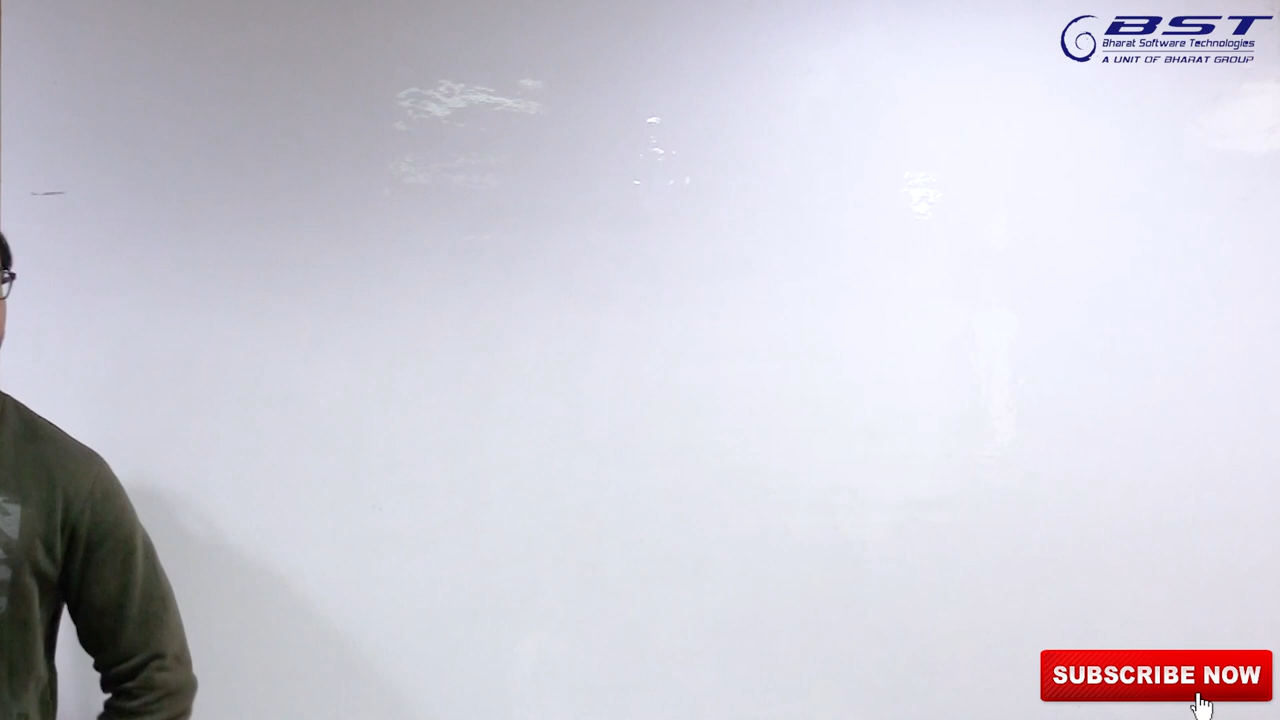 BST
Bharat Software Technologies
A UNIT OF BHARAT GROUP
SUBSCRIBE NOW